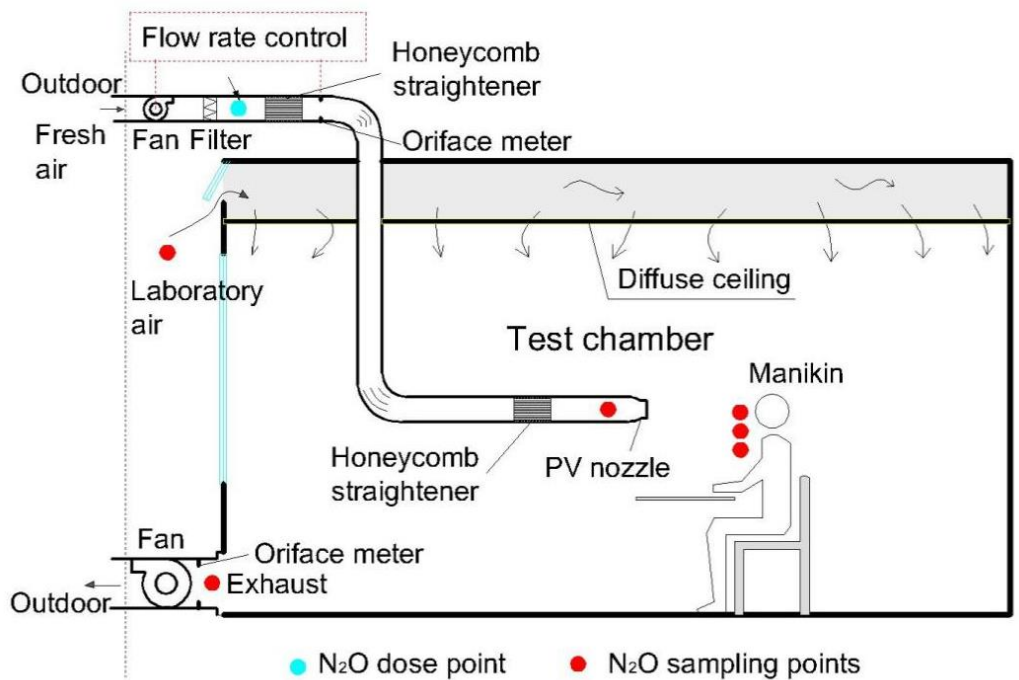 Flow rate control
Honeycomb
straightener
Outdoor
Fresh
air
Fan Filter
Oriface meter
Laboratory
air
Diffuse ceiling
Test chamber
Manikin
Honeycomb
straightener
PV nozzle
Fan
Oriface meter
Exhaust
Outdoor
N₂O dose point
N₂O sampling points